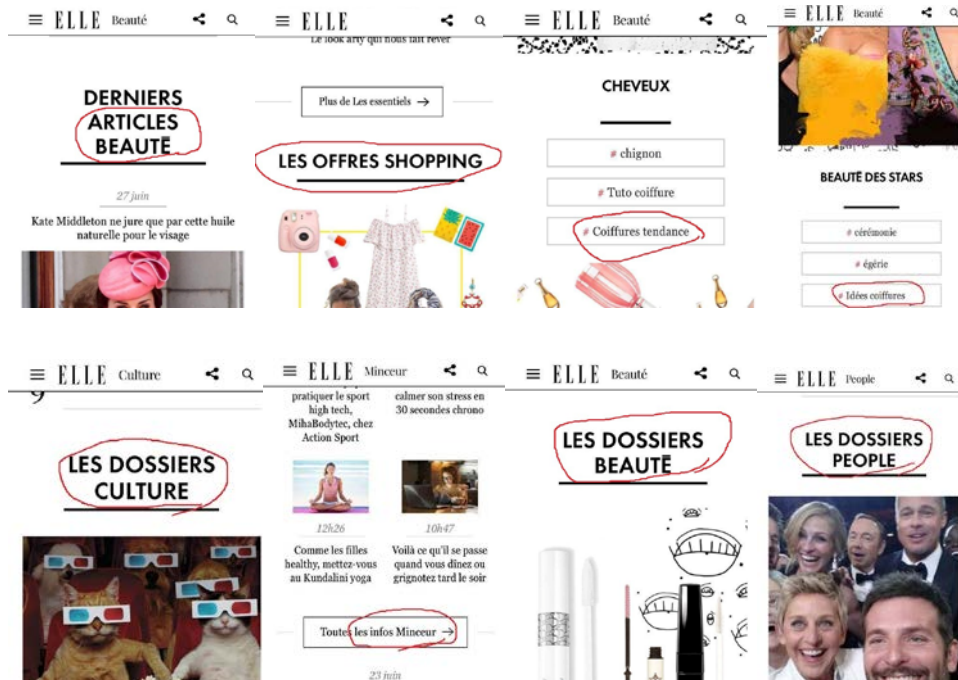 ELLE Beauté
DERNIERS
ARTICLES
BEAUTÉ
27 juin
Kate Middleton ne jure que par cette huile
naturelle pour le visage
ELLE Beauté
Le look arty qui nous fait rêver
Plus de Les essentiels →
LES OFFRES SHOPPING
ELLE Beauté
CHEVEUX
# chignon
# Tuto coiffure
# Coiffures tendance
ELLE Beauté
BEAUTÉ DES STARS
# cérémonie
# égérie
# Idées coiffures
ELLE Culture
9
LES DOSSIERS
CULTURE
ELLE Minceur
pratiquer le sport
high tech,
MihaBodytec, chez
Action Sport
calmer son stress en
30 secondes chrono
12h26
Comme les filles
healthy, mettez-vous
au Kundalini yoga
10h47
Voilà ce qu'il se passe
quand vous dînez ou
grignotez tard le soir
Toutes les infos Minceur →
23 juin
ELLE Beauté
LES DOSSIERS
BEAUTÉ
ELLE People
LES DOSSIERS
PEOPLE